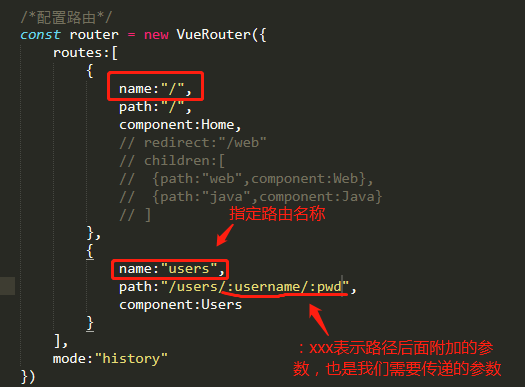 /*配置路由*/
const router = new VueRouter({
routes:[
{
name:"/",
path:"/",
component:Home,
// redirect:"/web"
// children:[
// {path:"web",component:Web},
// {path:"java",component:Java}
// ]
指定路由名称
},
{
name:"users",
path:"/users/:username/:pwd",
component:Users
}
：xxx表示路径后面附加的参
数，也是我们需要传递的参数
],
mode:"history"
})